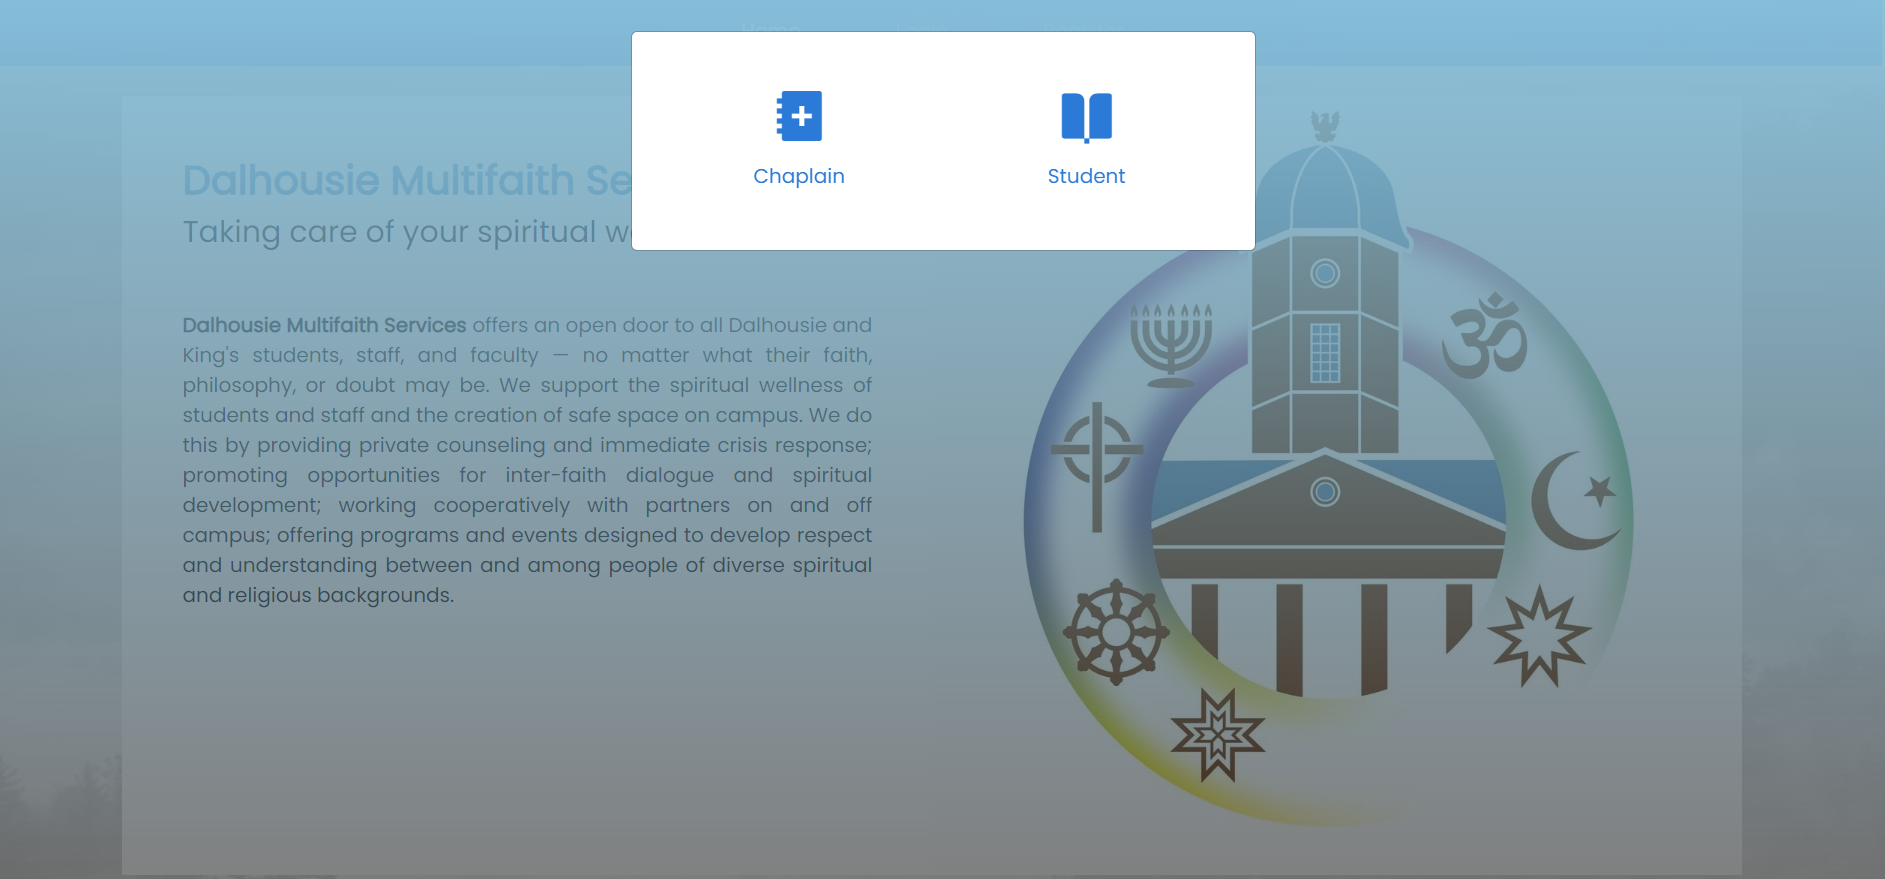 Home
Chaplain
Student
Dalhousie Multifaith Se
Taking care of your spiritual w
Dalhousie Multifaith Services offers an open door to all Dalhousie and
King's students, staff, and faculty — no matter what their faith,
philosophy, or doubt may be. We support the spiritual wellness of
students and staff and the creation of safe space on campus. We do
this by providing private counseling and immediate crisis response;
promoting opportunities for inter-faith dialogue and spiritual
development; working cooperatively with partners on and off
campus; offering programs and events designed to develop respect
and understanding between and among people of diverse spiritual
and religious backgrounds.